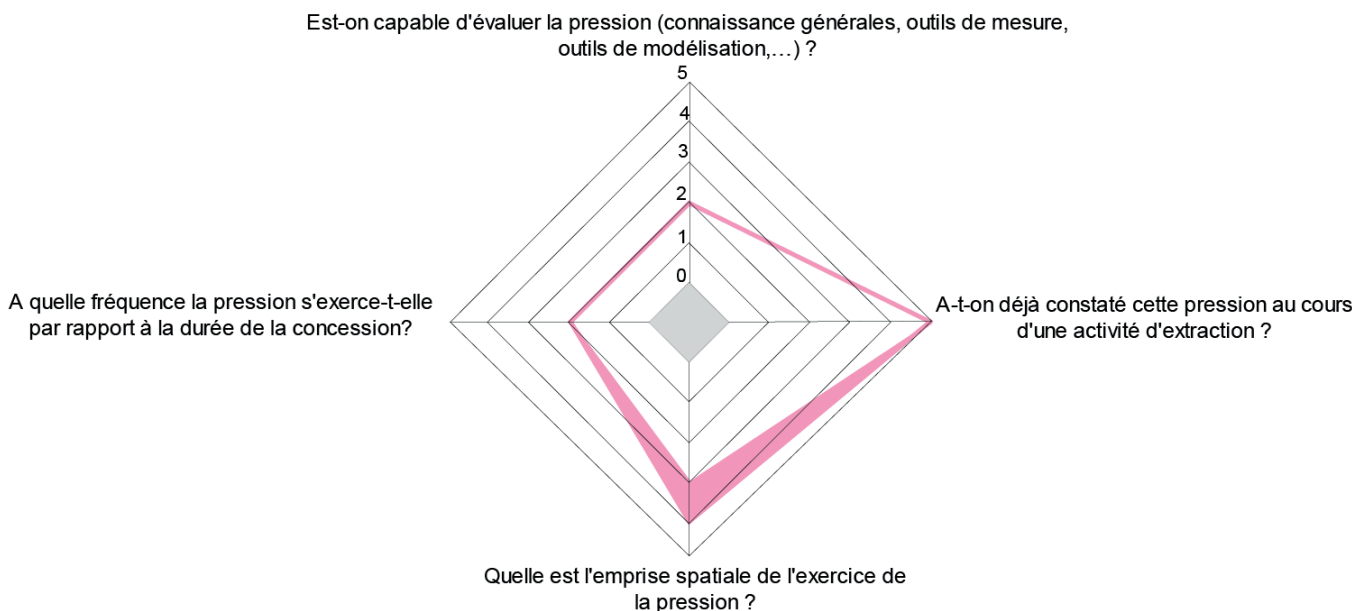 Est-on capable d'évaluer la pression (connaissance générales, outils de mesure,
outils de modélisation,…) ?
5
4
3
2
1
0
A quelle fréquence la pression s'exerce-t-elle
par rapport à la durée de la concession?
A-t-on déjà constaté cette pression au cours
d'une activité d'extraction ?
Quelle est l'emprise spatiale de l'exercice de
la pression ?